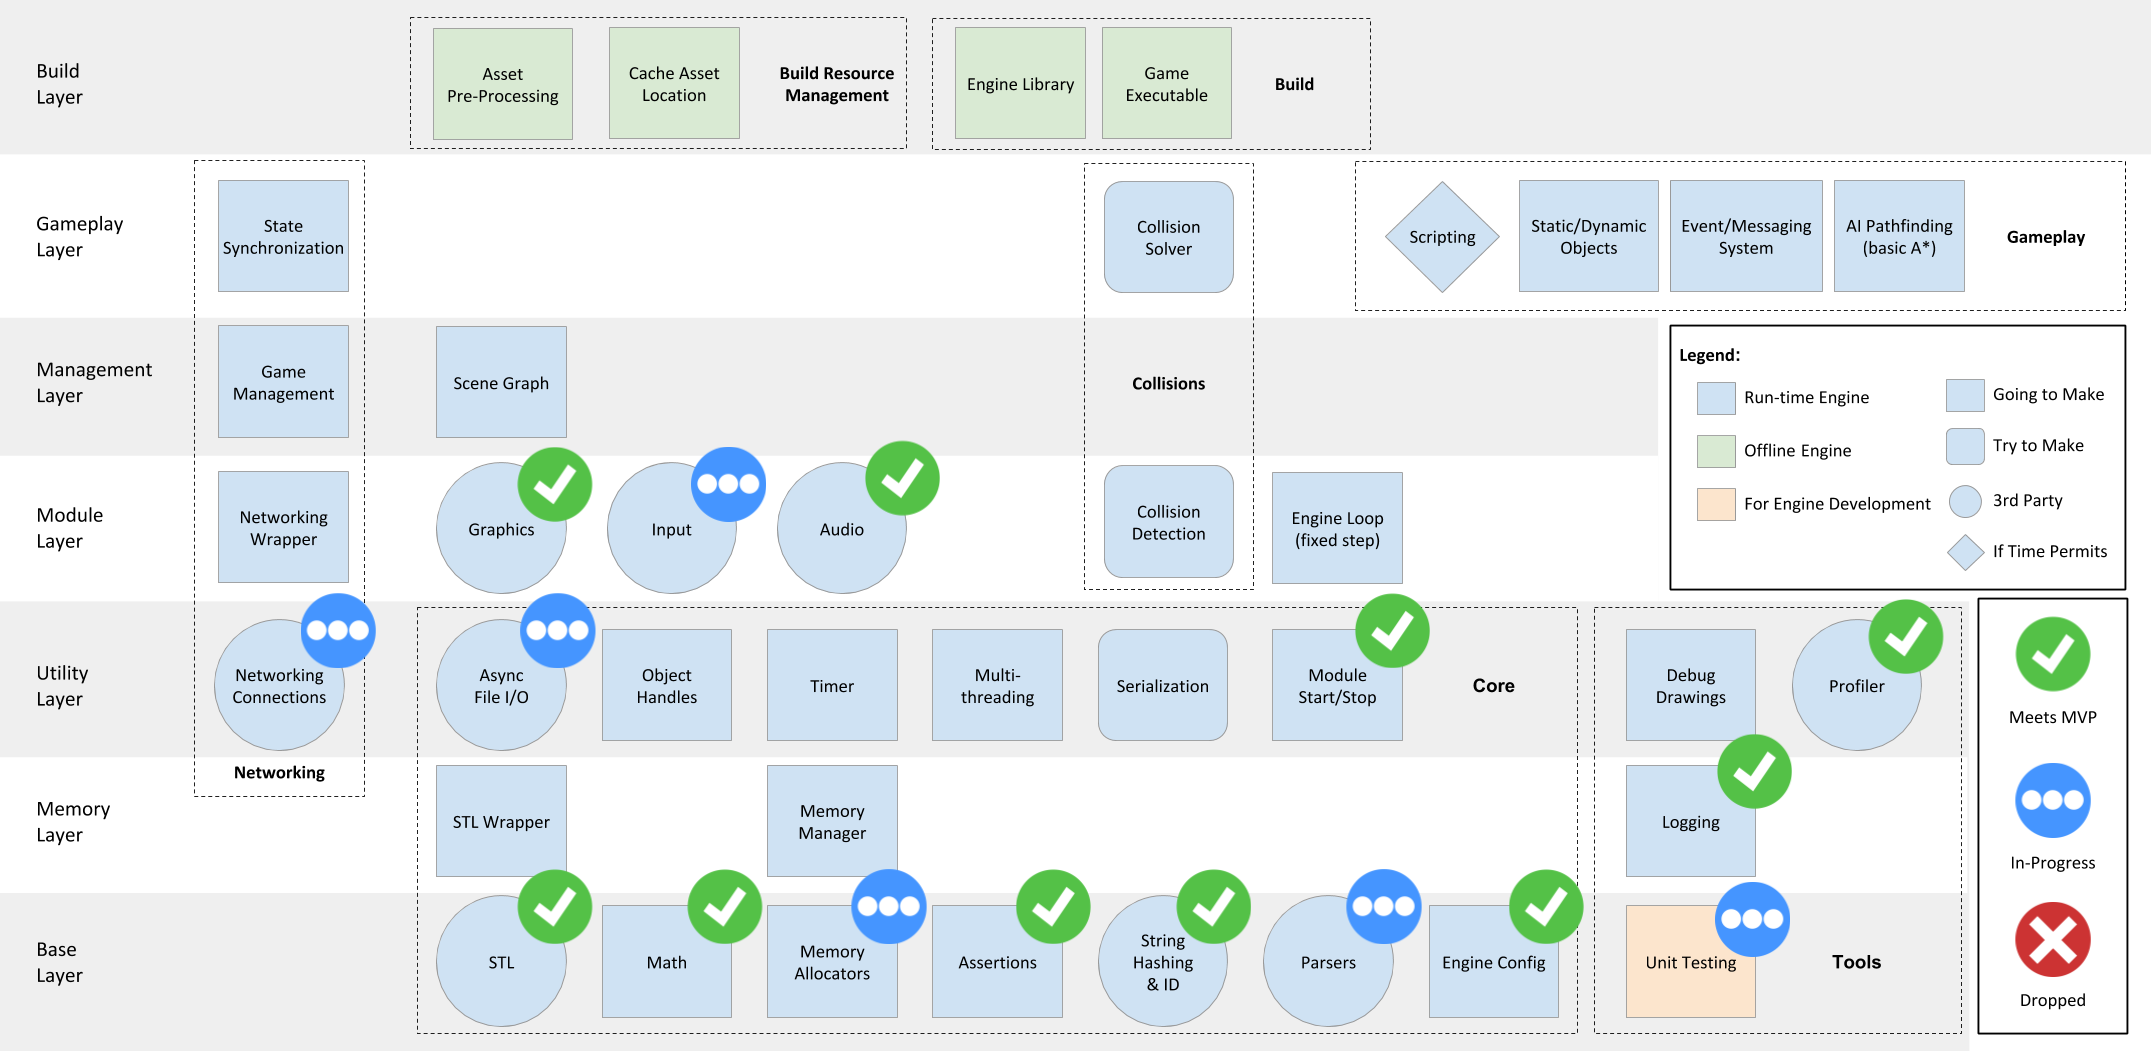 Build
Layer
Asset
Pre-Processing
Cache Asset
Location
Build Resource
Management
Engine Library
Game
Executable
Build
Gameplay
Layer
State
Synchronization
Collision
Solver
Scripting
Static/Dynamic
Objects
Event/Messaging
System
AI Pathfinding
(basic A*)
Gameplay
Management
Layer
Game
Management
Scene Graph
Collisions
Legend:
Run-time Engine
Going to Make
Offline Engine
Try to Make
For Engine Development
3rd Party
If Time Permits
Module
Layer
Networking
Wrapper
Graphics
Input
Audio
Collision
Detection
Engine Loop
(fixed step)
Utility
Layer
Networking
Connections
Async
File I/O
Object
Handles
Timer
Multi-
threading
Serialization
Module
Start/Stop
Core
Debug
Drawings
Profiler
Meets MVP
Networking
Memory
Layer
STL Wrapper
Memory
Manager
Logging
In-Progress
Base
Layer
STL
Math
Memory
Allocators
Assertions
String
Hashing
& ID
Parsers
Engine Config
Unit Testing
Tools
Dropped